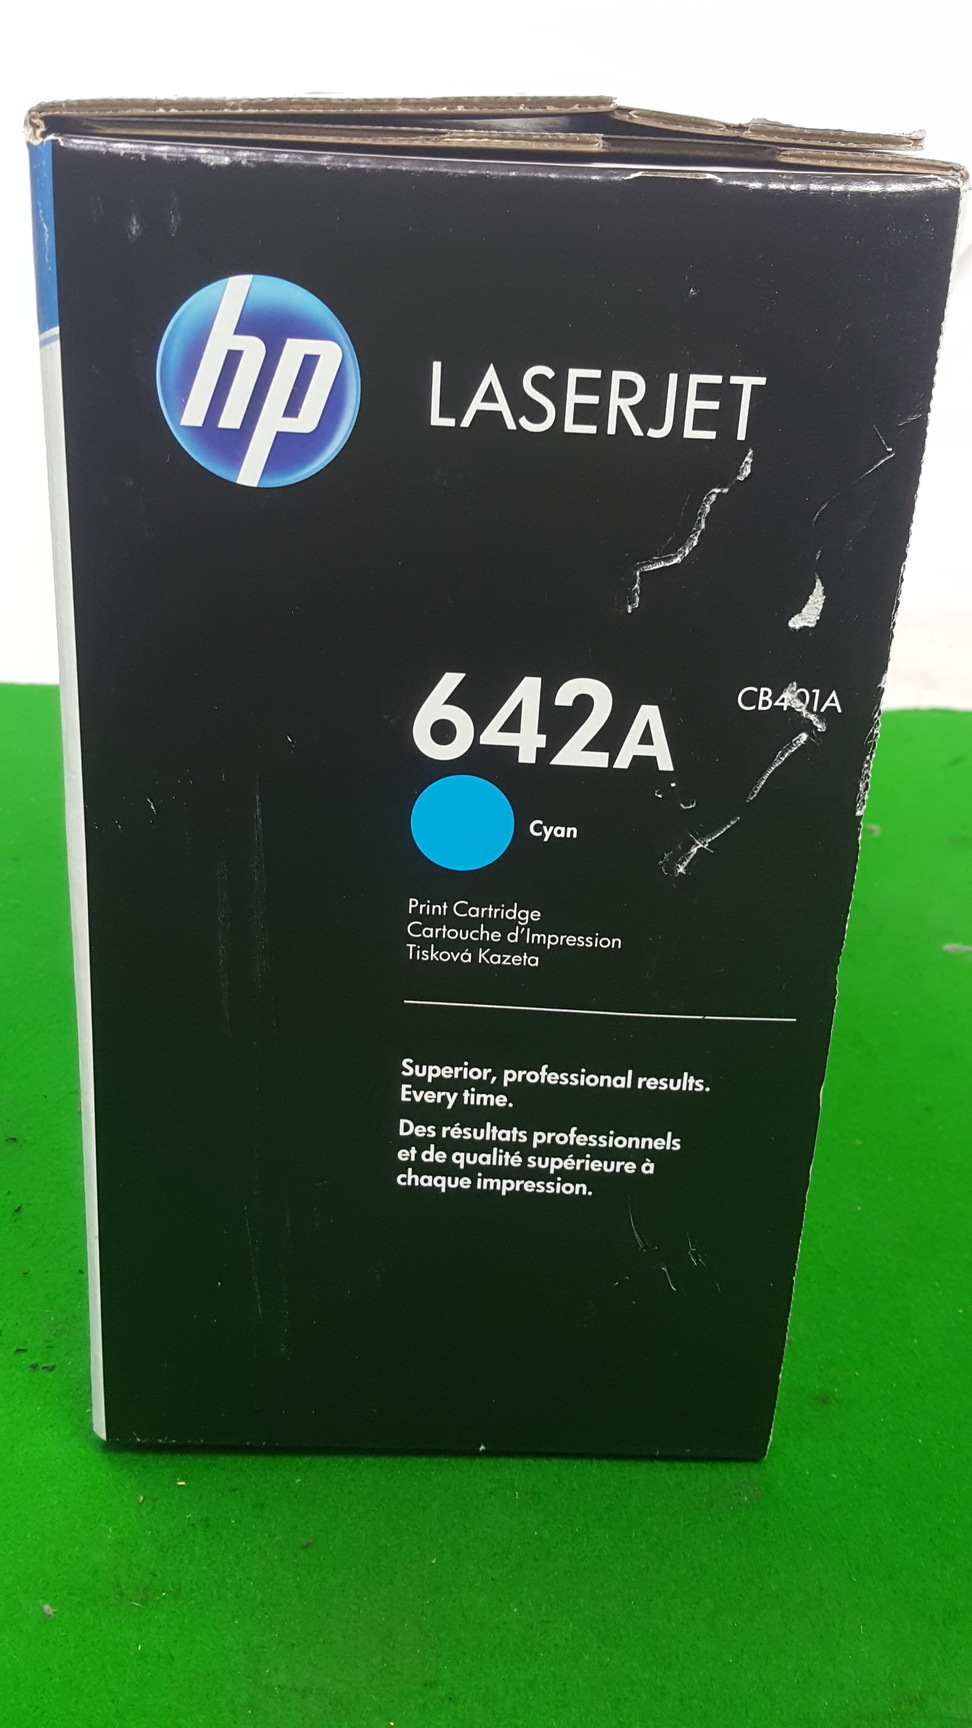 hp
LASERJET
642A
CB401A
Cyan
Print Cartridge
Cartouche d'Impression
Tisková Kazeta
Superior, professional results.
Every time.
Des résultats professionnels
et de qualité supérieure à
chaque impression.